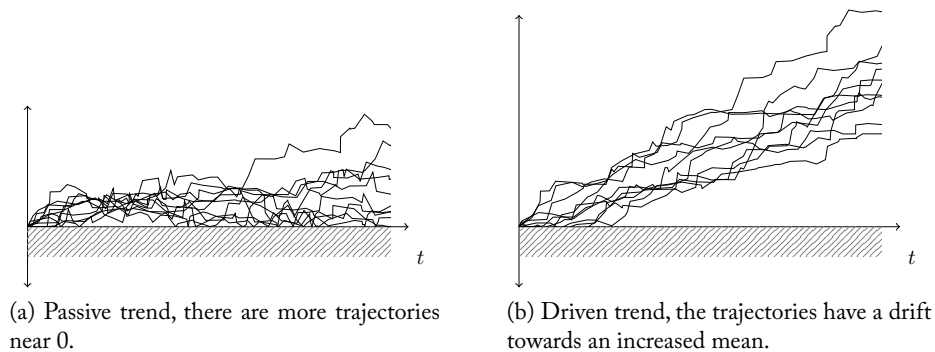 t
t
(a) Passive trend, there are more trajectories
near 0.
(b) Driven trend, the trajectories have a drift
towards an increased mean.